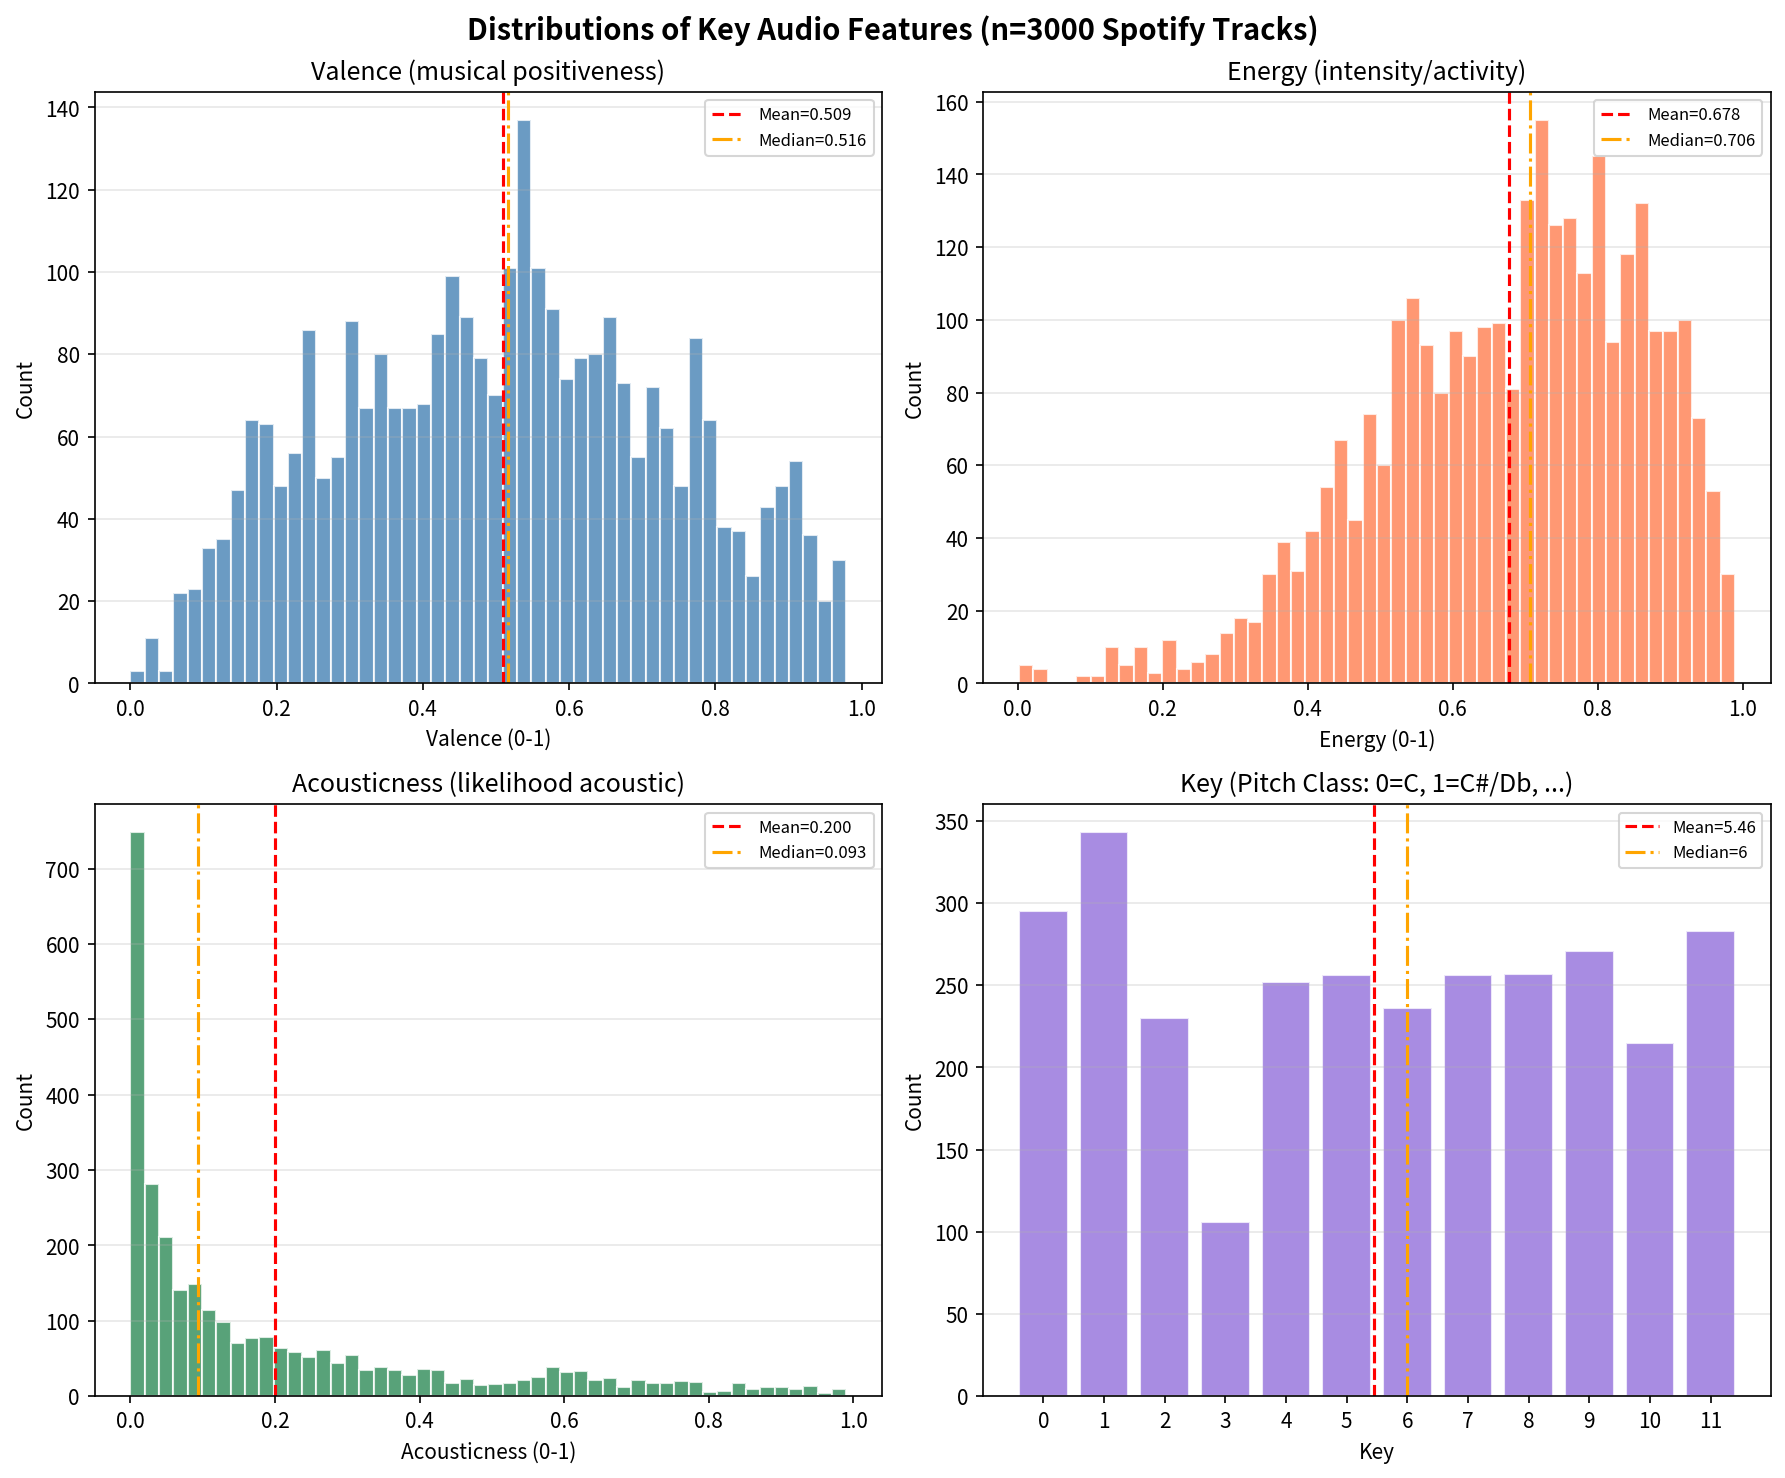 Distributions of Key Audio Features (n=3000 Spotify Tracks)
Valence (musical positiveness)
Count
140
120
100
80
60
40
20
0
Mean=0.509
Median=0.516
0.0 0.2 0.4 0.6 0.8 1.0
Valence (0-1)
Energy (intensity/activity)
Count
160
140
120
100
80
60
40
20
0
Mean=0.678
Median=0.706
0.0 0.2 0.4 0.6 0.8 1.0
Energy (0-1)
Acousticness (likelihood acoustic)
Count
700
600
500
400
300
200
100
0
Mean=0.200
Median=0.093
0.0 0.2 0.4 0.6 0.8 1.0
Acousticness (0-1)
Key (Pitch Class: 0=C, 1=C#/Db, ...)
Count
350
300
250
200
150
100
50
0
Mean=5.46
Median=6
0 1 2 3 4 5 6 7 8 9 10 11
Key